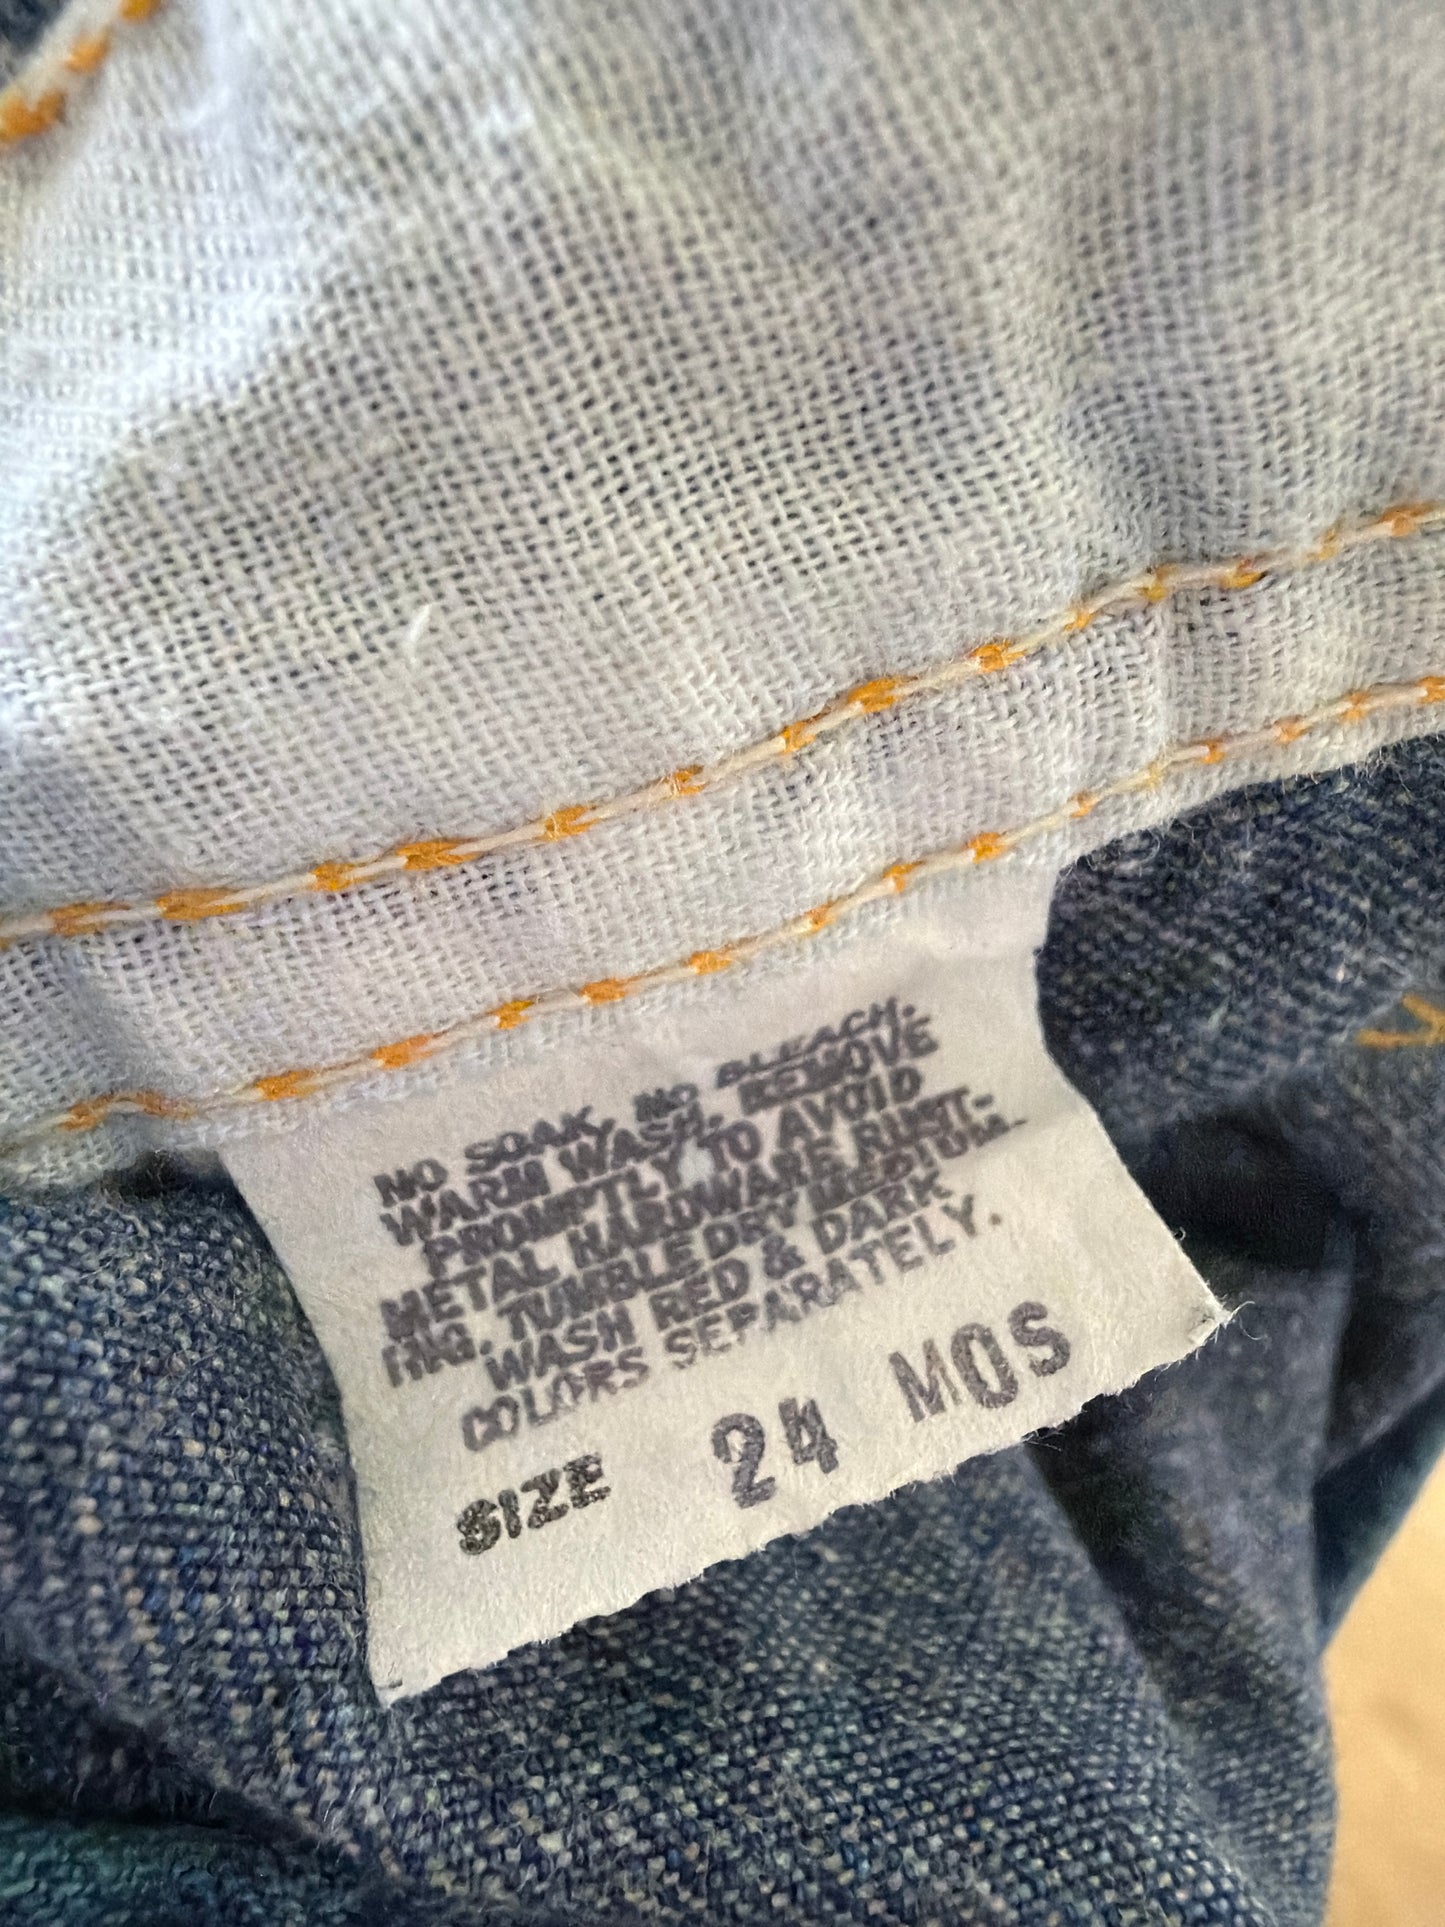 NO SOAK, NO BLEACH.
WARM WASH. REMOVE
PROMPTLY TO AVOID
METAL HARDWARE RUST-
ING. TUMBLE DRY MEDIUM.
WASH RED & DARK
COLORS SEPARATELY.
SIZE 24 MOS